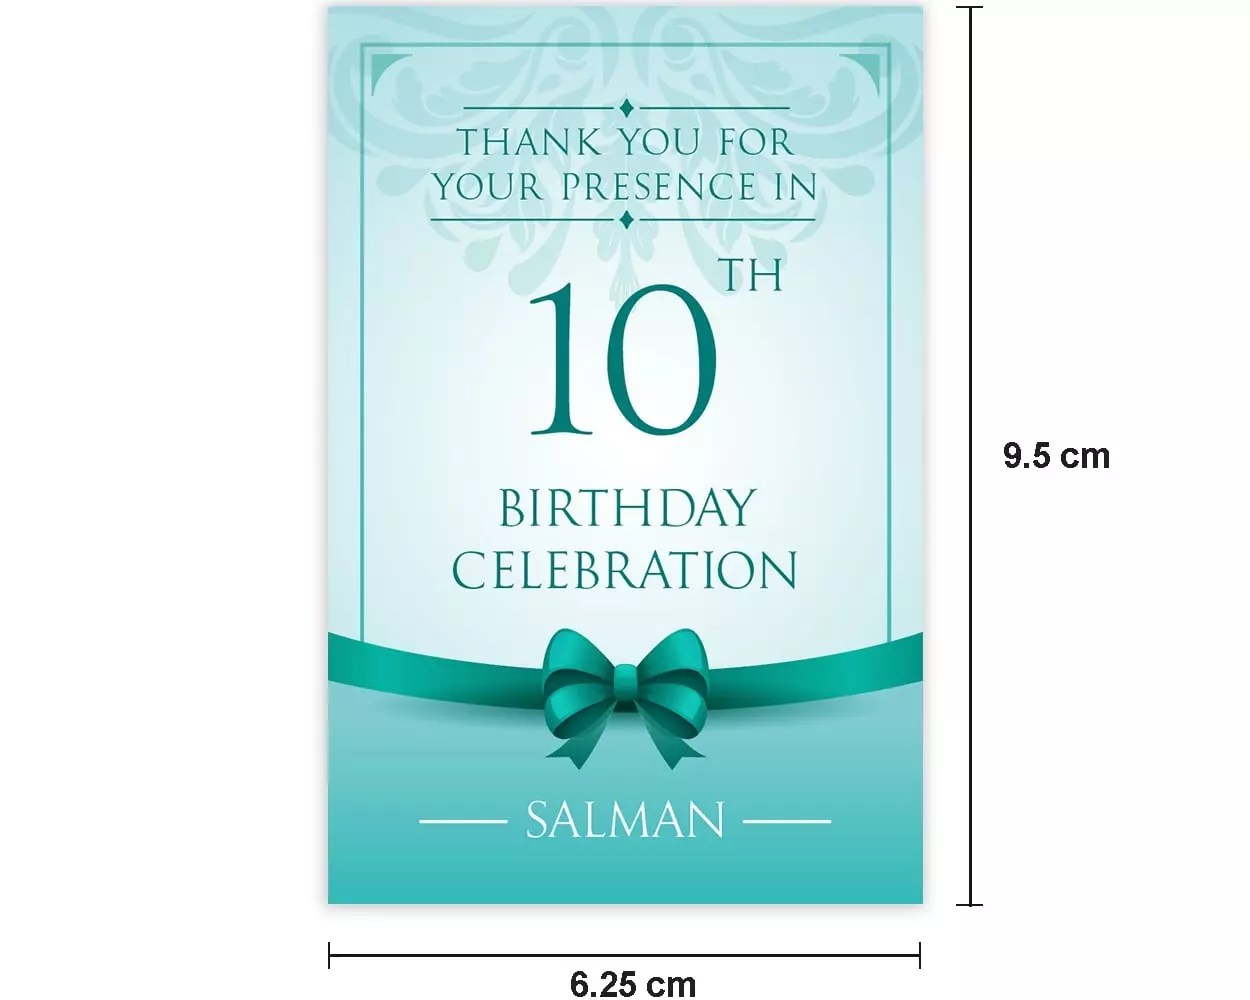 THANK YOU FOR
YOUR PRESENCE IN
10TH
BIRTHDAY
CELEBRATION
SALMAN
9.5 cm
6.25 cm